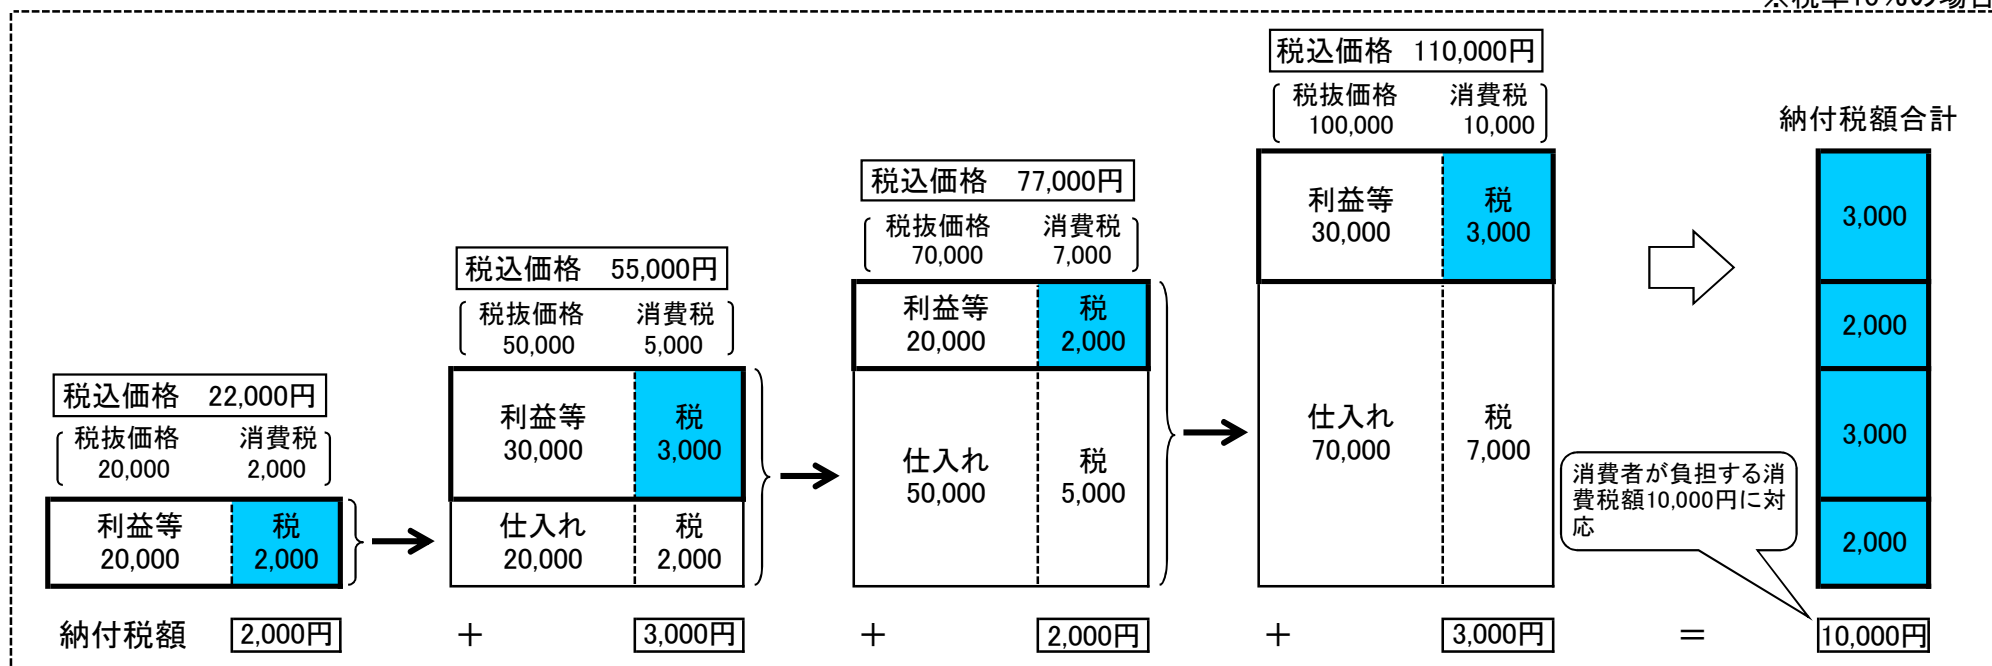 ※税率10%の場合
税込価格 22,000円
税抜価格 消費税
20,000 2,000
利益等 税
20,000 2,000
税込価格 55,000円
税抜価格 消費税
50,000 5,000
利益等 税
30,000 3,000
仕入れ 税
20,000 2,000
税込価格 77,000円
税抜価格 消費税
70,000 7,000
利益等 税
20,000 2,000
仕入れ 税
50,000 5,000
税込価格 110,000円
税抜価格 消費税
100,000 10,000
利益等 税
30,000 3,000
仕入れ 税
70,000 7,000
納付税額合計
3,000
2,000
3,000
2,000
消費者が負担する消
費税額10,000円に対
応
納付税額 2,000円 + 3,000円 + 2,000円 + 3,000円 = 10,000円